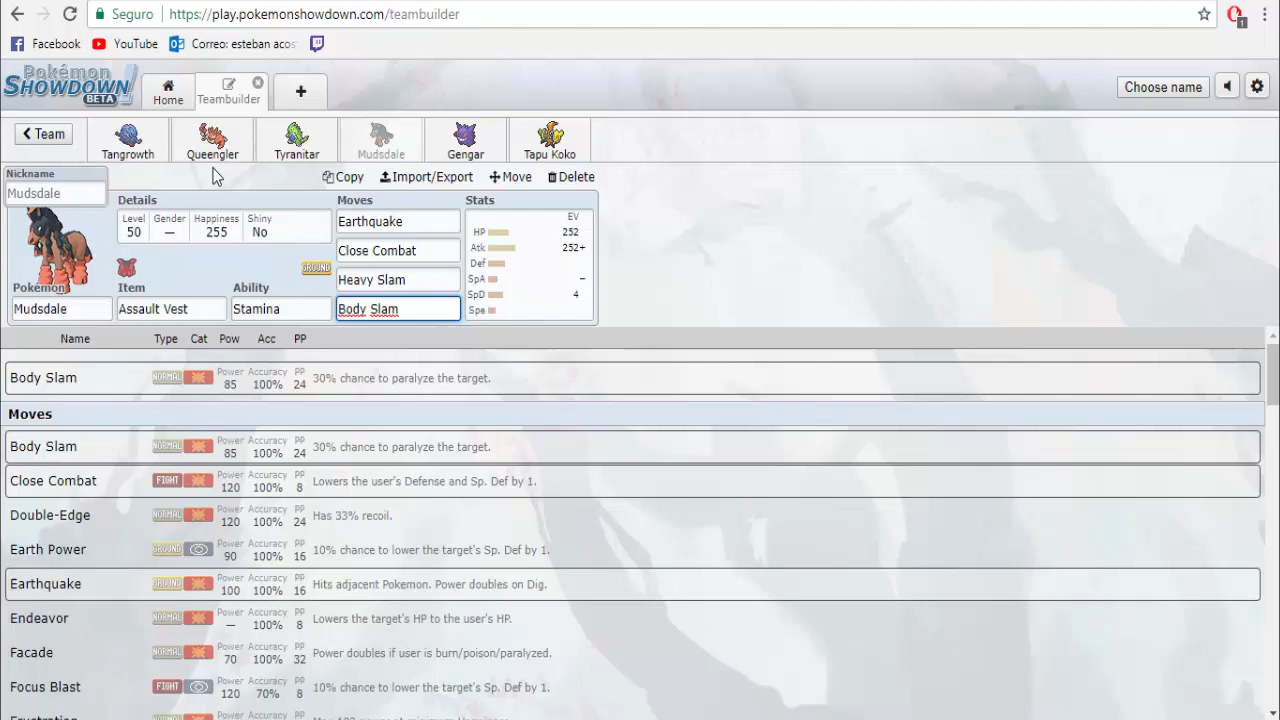 Seguro https://play.pokemonshowdown.com/teambuilder
1
Facebook YouTube Correo: esteban acos
Pokémon
SHOWDOWN!
BETA
Home Teambuilder + Choose name
Team Tangrowth Queengler Tyranitar Mudsdale Gengar Tapu Koko
Nickname
Mudsdale
Copy Import/Export Move Delete
Details Moves Stats
Level Gender Happiness Shiny
50 — 255 No
Earthquake
Close Combat
Heavy Slam
Body Slam
EV
HP 252
Atk 252+
Def
SpA –
SpD 4
Spe
GROUND
Pokémon Item Ability
Mudsdale Assault Vest Stamina
Name Type Cat Pow Acc PP
Body Slam NORMAL Power 85 Accuracy 100% PP 24 30% chance to paralyze the target.
Moves
Body Slam NORMAL Power 85 Accuracy 100% PP 24 30% chance to paralyze the target.
Close Combat FIGHT Power 120 Accuracy 100% PP 8 Lowers the user's Defense and Sp. Def by 1.
Double-Edge NORMAL Power 120 Accuracy 100% PP 24 Has 33% recoil.
Earth Power GROUND Power 90 Accuracy 100% PP 16 10% chance to lower the target's Sp. Def by 1.
Earthquake GROUND Power 100 Accuracy 100% PP 16 Hits adjacent Pokemon. Power doubles on Dig.
Endeavor NORMAL Power — Accuracy 100% PP 8 Lowers the target's HP to the user's HP.
Facade NORMAL Power 70 Accuracy 100% PP 32 Power doubles if user is burn/poison/paralyzed.
Focus Blast FIGHT Power 120 Accuracy 70% PP 8 10% chance to lower the target's Sp. Def by 1.